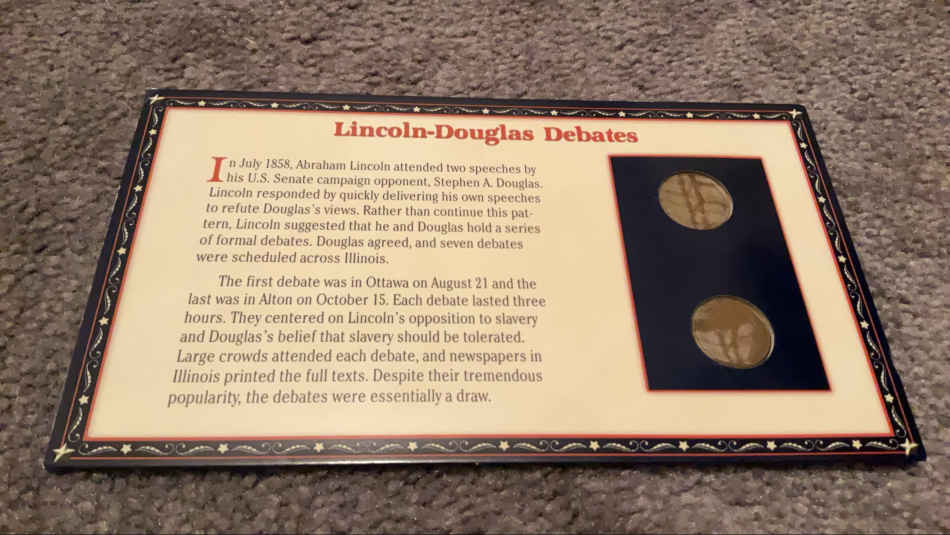 Lincoln-Douglas Debates
In July 1858, Abraham Lincoln attended two speeches by
his U.S. Senate campaign opponent, Stephen A. Douglas.
Lincoln responded by quickly delivering his own speeches
to refute Douglas's views. Rather than continue this pat-
tern, Lincoln suggested that he and Douglas hold a series
of formal debates. Douglas agreed, and seven debates
were scheduled across Illinois.
The first debate was in Ottawa on August 21 and the
last was in Alton on October 15. Each debate lasted three
hours. They centered on Lincoln's opposition to slavery
and Douglas's belief that slavery should be tolerated.
Large crowds attended each debate, and newspapers in
Illinois printed the full texts. Despite their tremendous
popularity, the debates were essentially a draw.